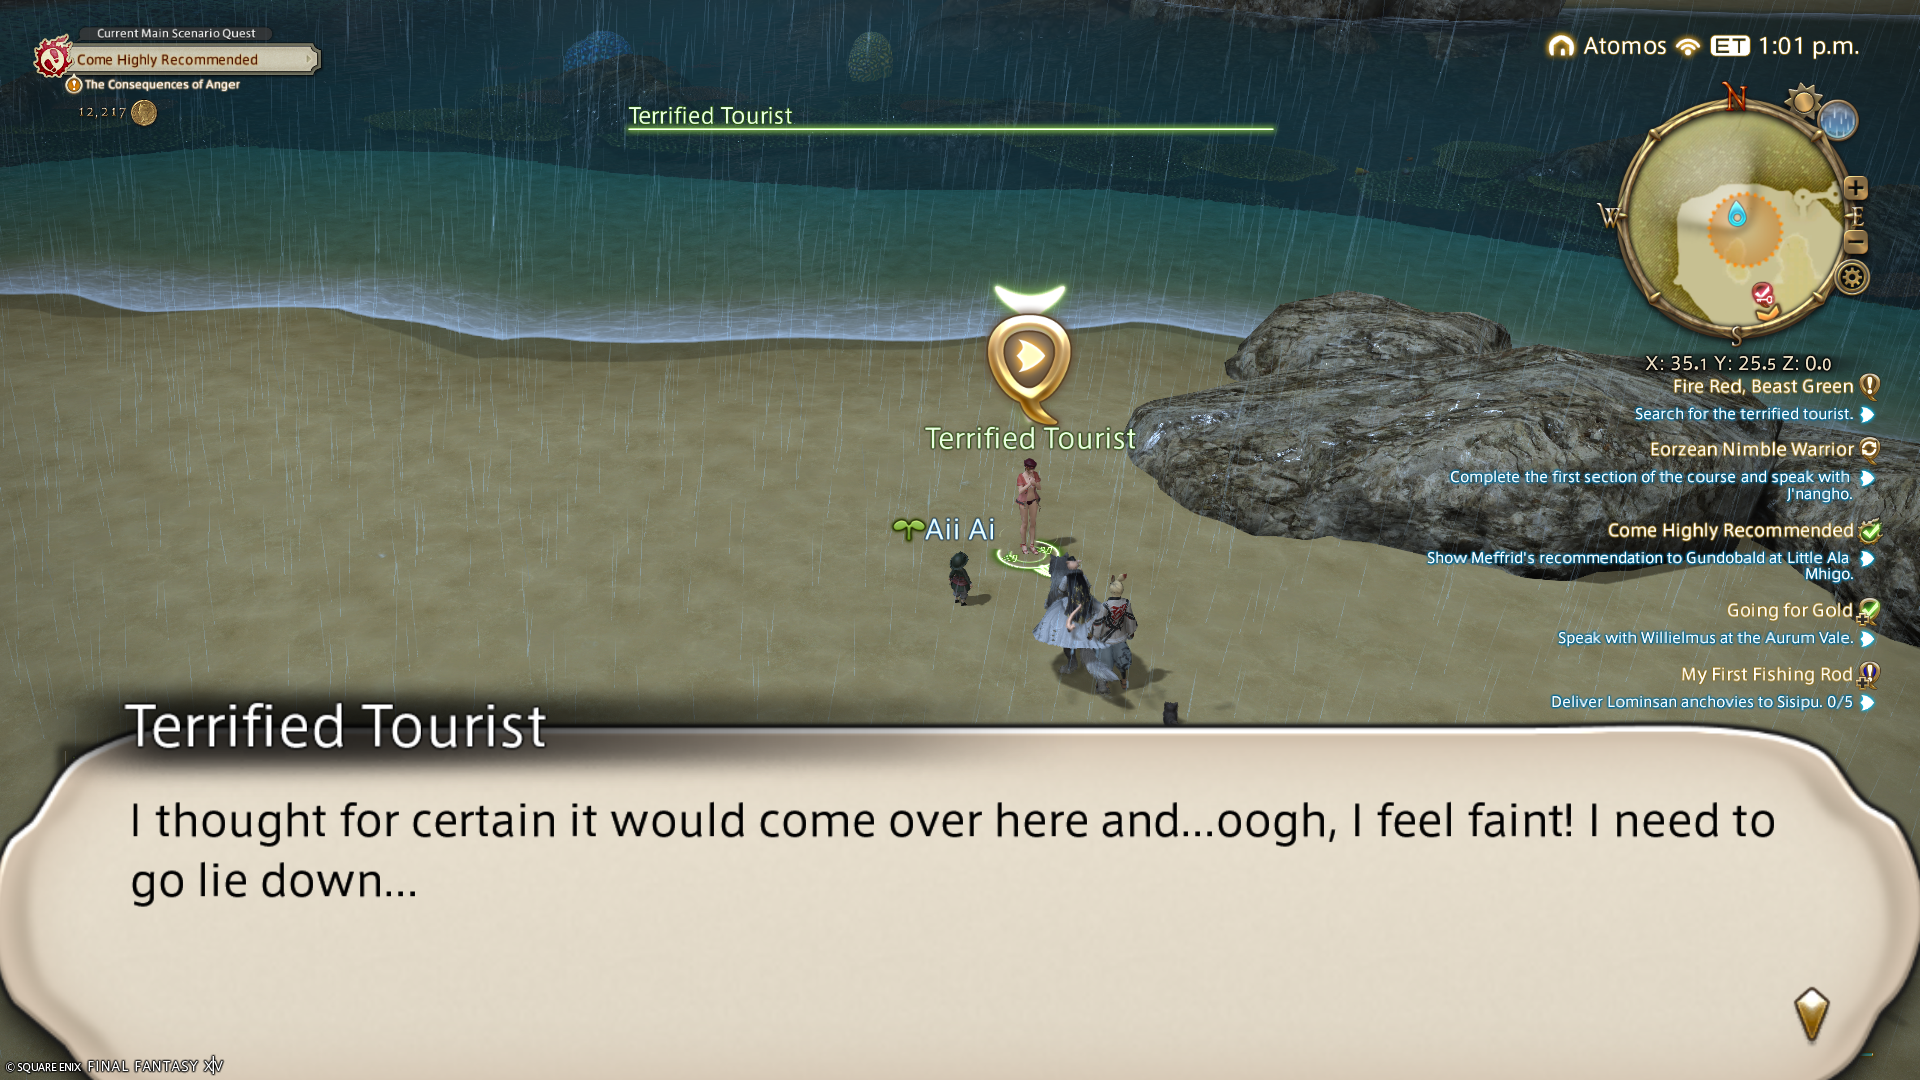 Current Main Scenario Quest
Come Highly Recommended
The Consequences of Anger
12,217
Terrified Tourist
Atomos ET 1:01 p.m.
N
W
E
S
X: 35.1 Y: 25.5 Z: 0.0
Fire Red, Beast Green
Search for the terrified tourist.
Eorzean Nimble Warrior
Complete the first section of the course and speak with
J'nangho.
Come Highly Recommended
Show Meffrid's recommendation to Gundobald at Little Ala
Mhigo.
Going for Gold
Speak with Willielmus at the Aurum Vale.
My First Fishing Rod
Deliver Lominsan anchovies to Sisipu. 0/5
Terrified Tourist
Aii Ai
Terrified Tourist
I thought for certain it would come over here and...oogh, I feel faint! I need to
go lie down...
© SQUARE ENIX FINAL FANTASY XIV